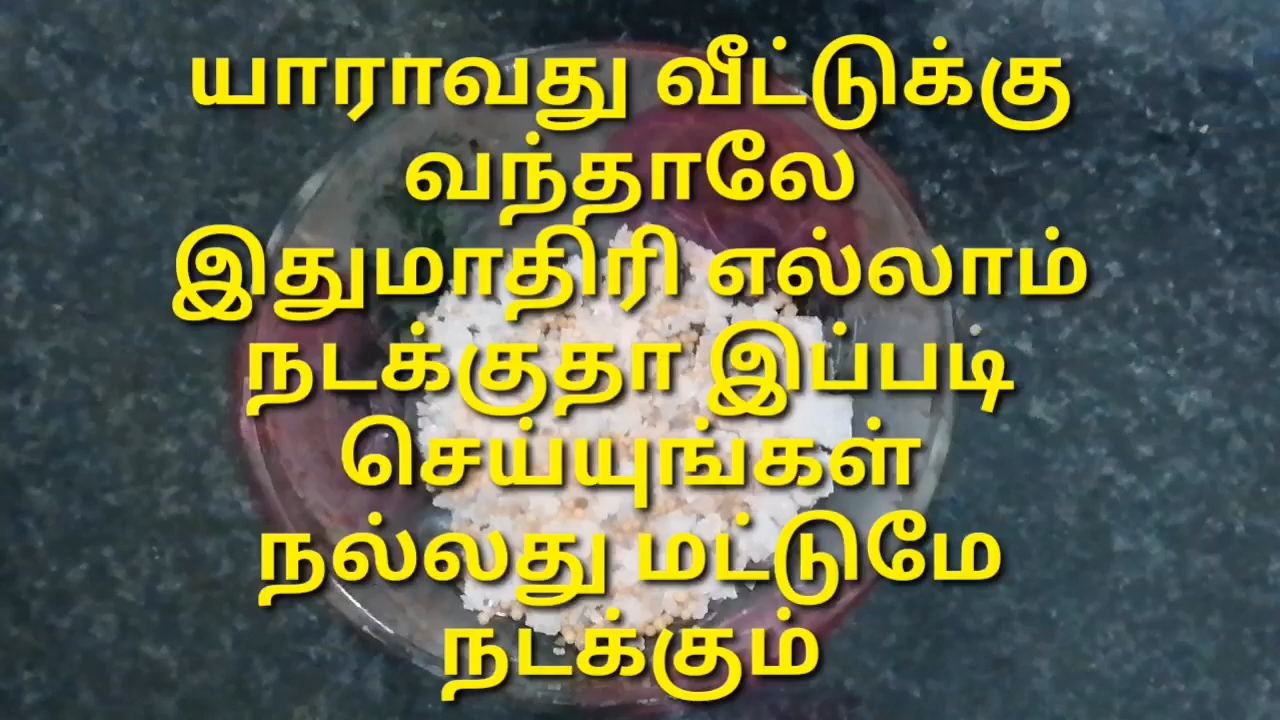 யாராவது வீட்டுக்கு
வந்தாலே
இதுமாதிரி எல்லாம்
நடக்குதா இப்படி
செய்யுங்கள்
நல்லது மட்டுமே
நடக்கும்